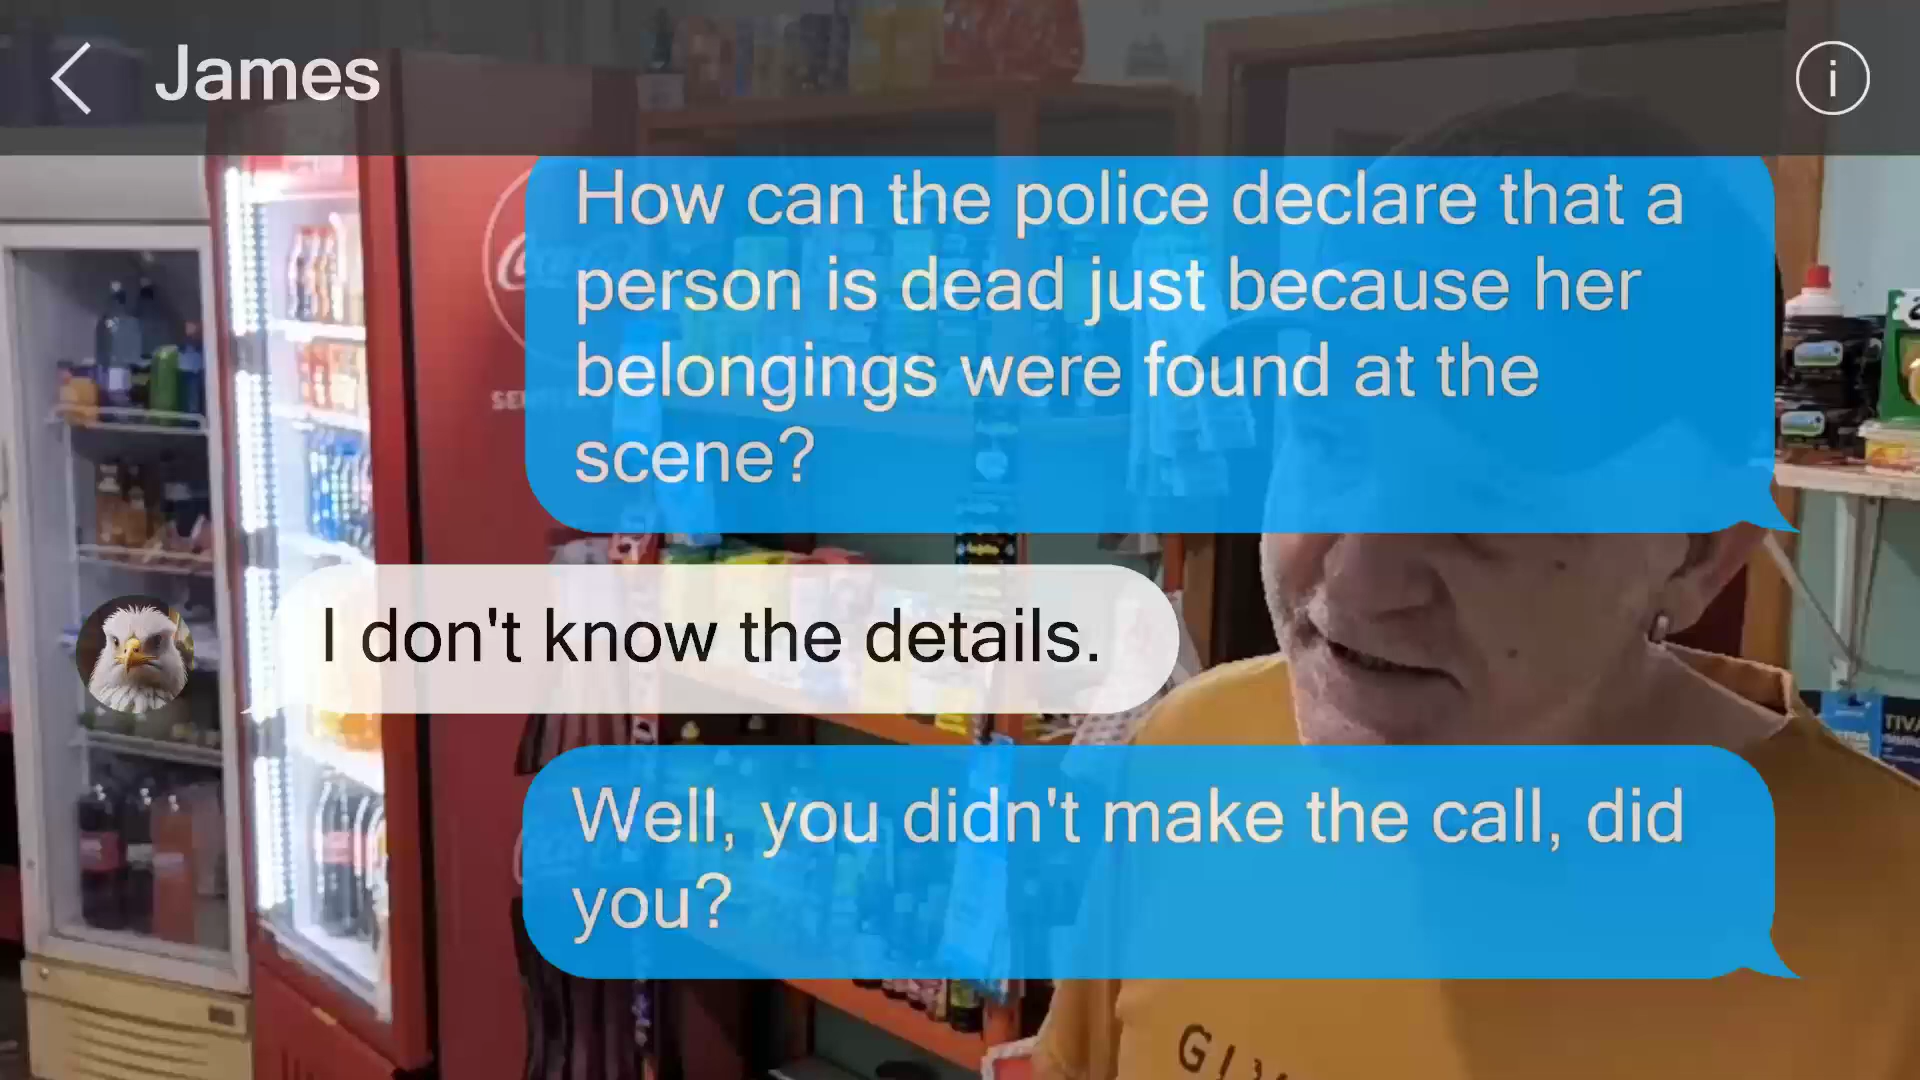 James
How can the police declare that a
person is dead just because her
belongings were found at the
scene?
I don't know the details.
Well, you didn't make the call, did
you?